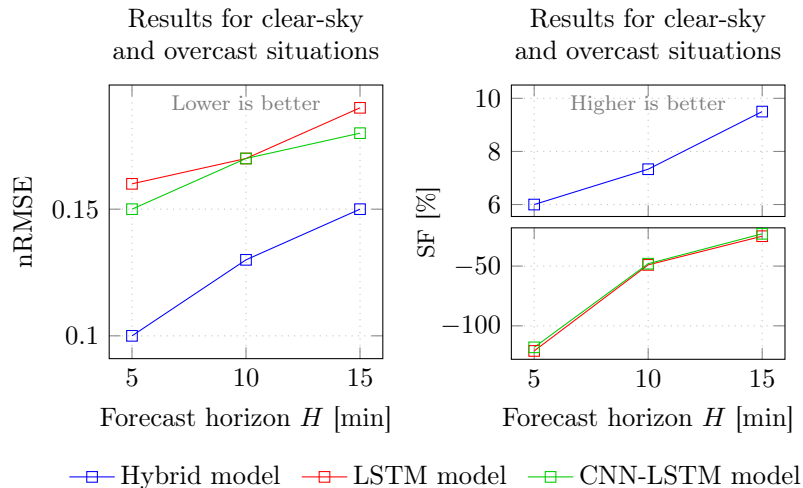 Results for clear-sky
and overcast situations
Lower is better
nRMSE
0.15
0.1
5 10 15
Forecast horizon H [min]
Results for clear-sky
and overcast situations
Higher is better
SF [%]
10
8
6
−50
−100
5 10 15
Forecast horizon H [min]
Hybrid model LSTM model CNN-LSTM model